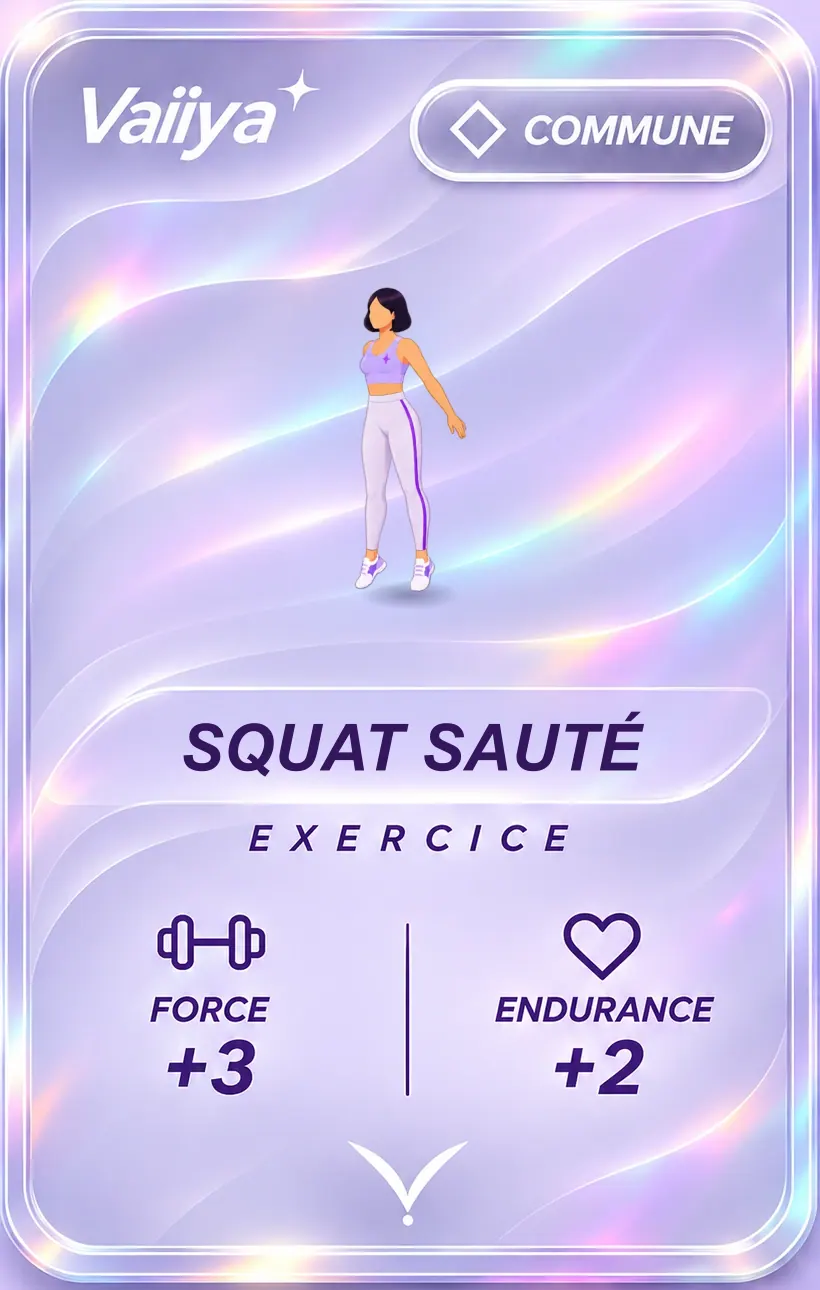 Vaiiya
COMMUNE
SQUAT SAUTÉ
EXERCICE
FORCE
+3
ENDURANCE
+2